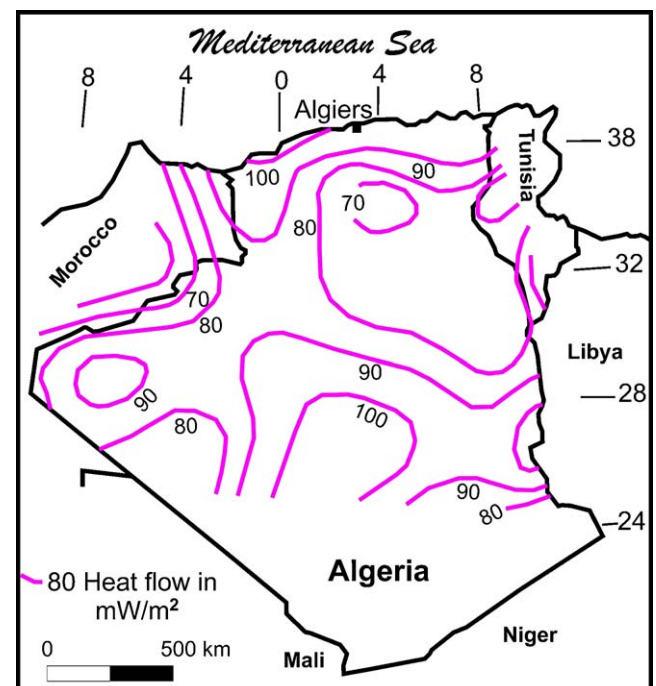 Mediterranean Sea
8 4 0 4 8
Algiers
38
Tunisia
100
90
70
80
Morocco
32
70
80
Libya
90
28
90
100
80
90
80
24
Algeria
80 Heat flow in
mW/m²
0 500 km
Mali
Niger